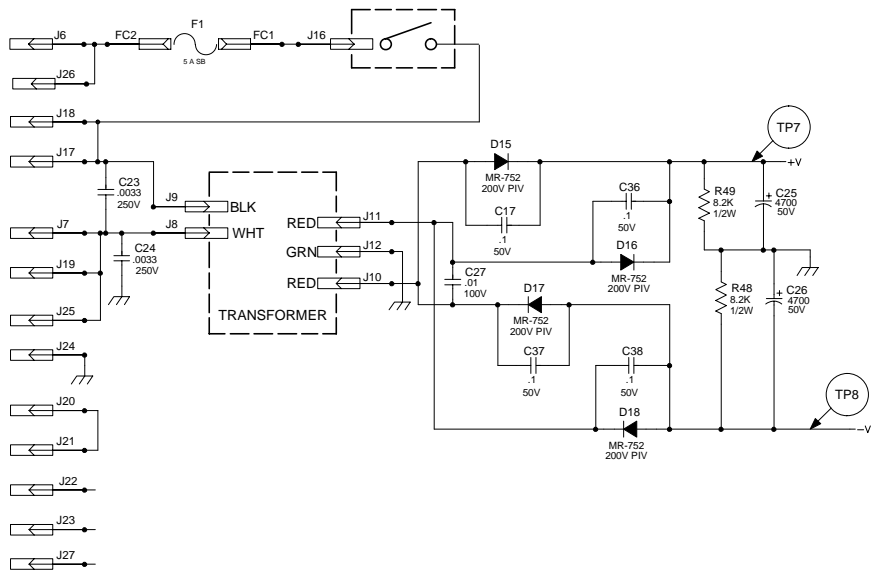 J6
FC2
F1
5 A SB
FC1
J16
J26
J18
J17
C23
.0033
250V
J9
BLK
J7
J8
WHT
C24
.0033
250V
J19
J25
J24
J20
J21
J22
J23
J27
RED
J11
GRN
J12
RED
J10
TRANSFORMER
C27
.01
100V
D15
MR-752
200V PIV
C17
.1
50V
C36
.1
50V
D16
MR-752
200V PIV
D17
MR-752
200V PIV
C37
.1
50V
C38
.1
50V
D18
MR-752
200V PIV
TP7
+V
R49
8.2K
1/2W
+
C25
4700
50V
R48
8.2K
1/2W
+
C26
4700
50V
TP8
–V